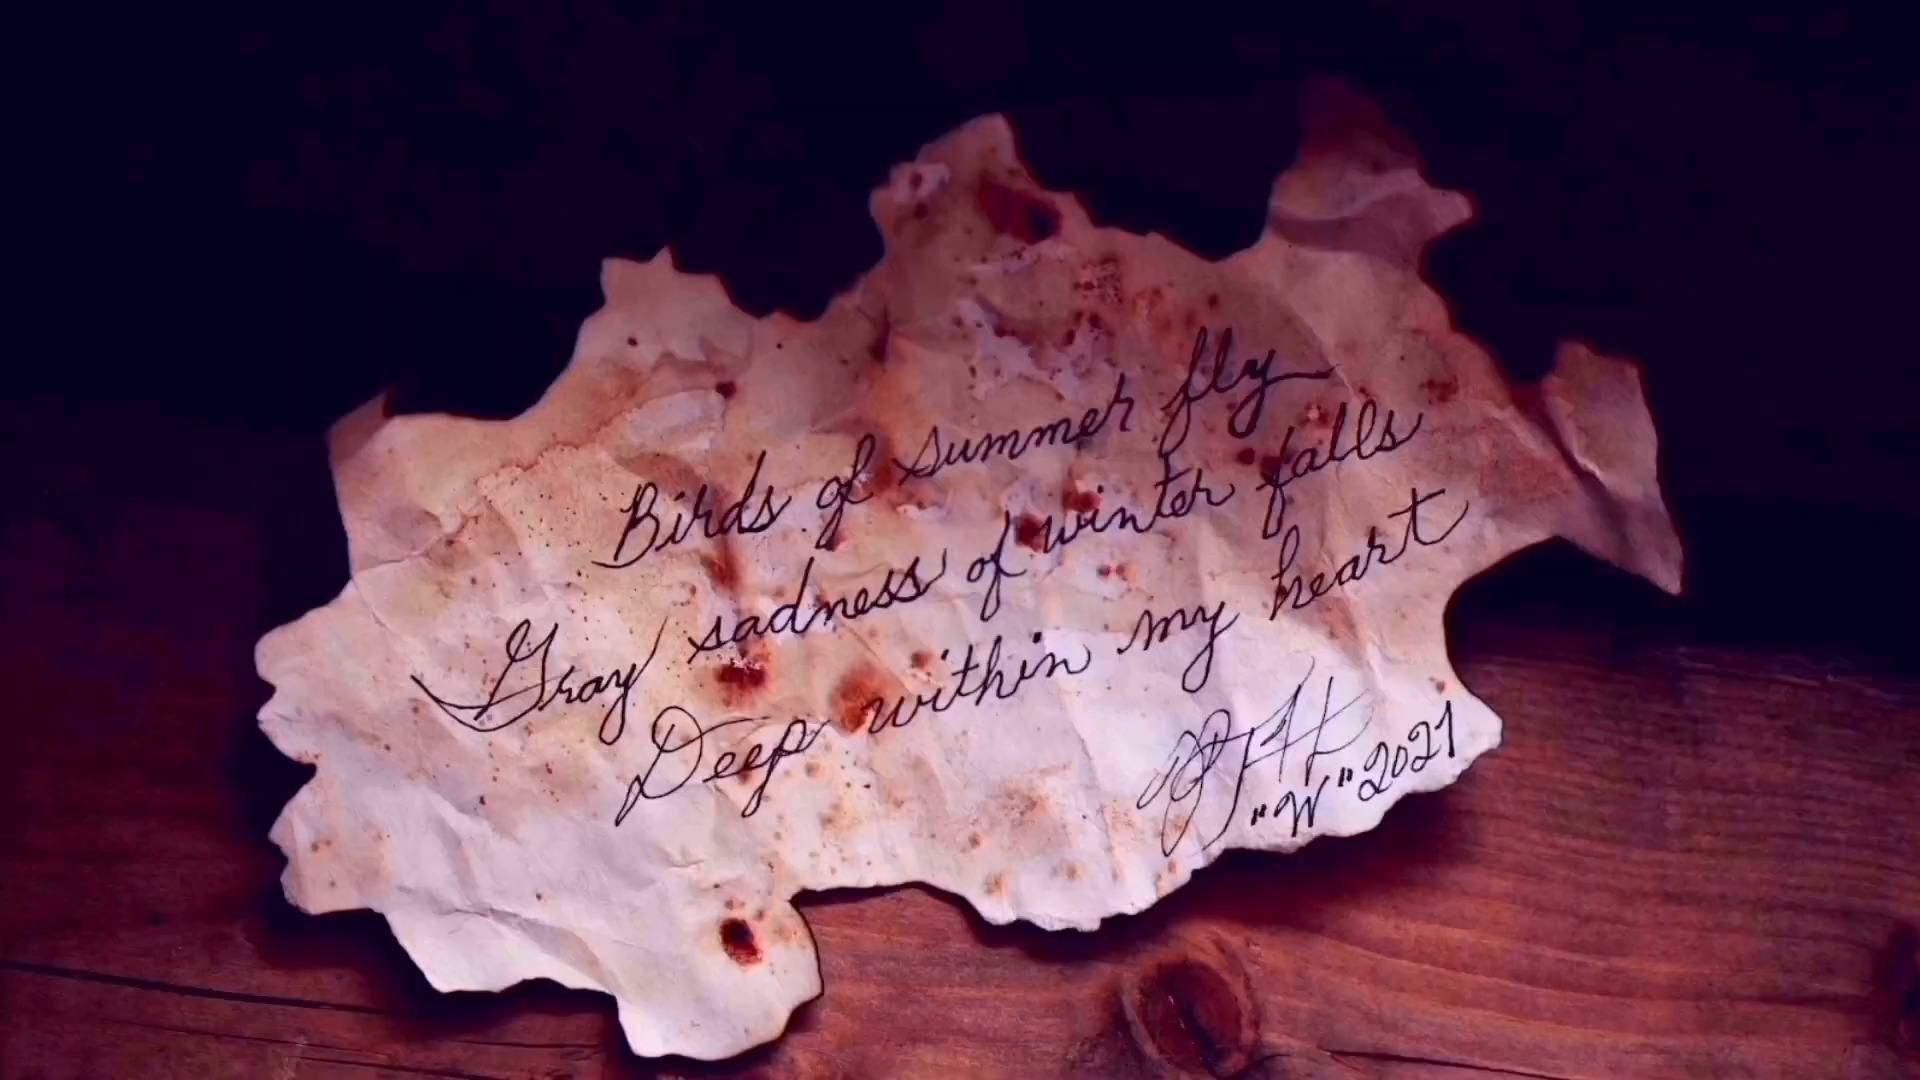 Birds of summer fly
Gray sadness of winter falls
Deep within my heart
"W" 2021